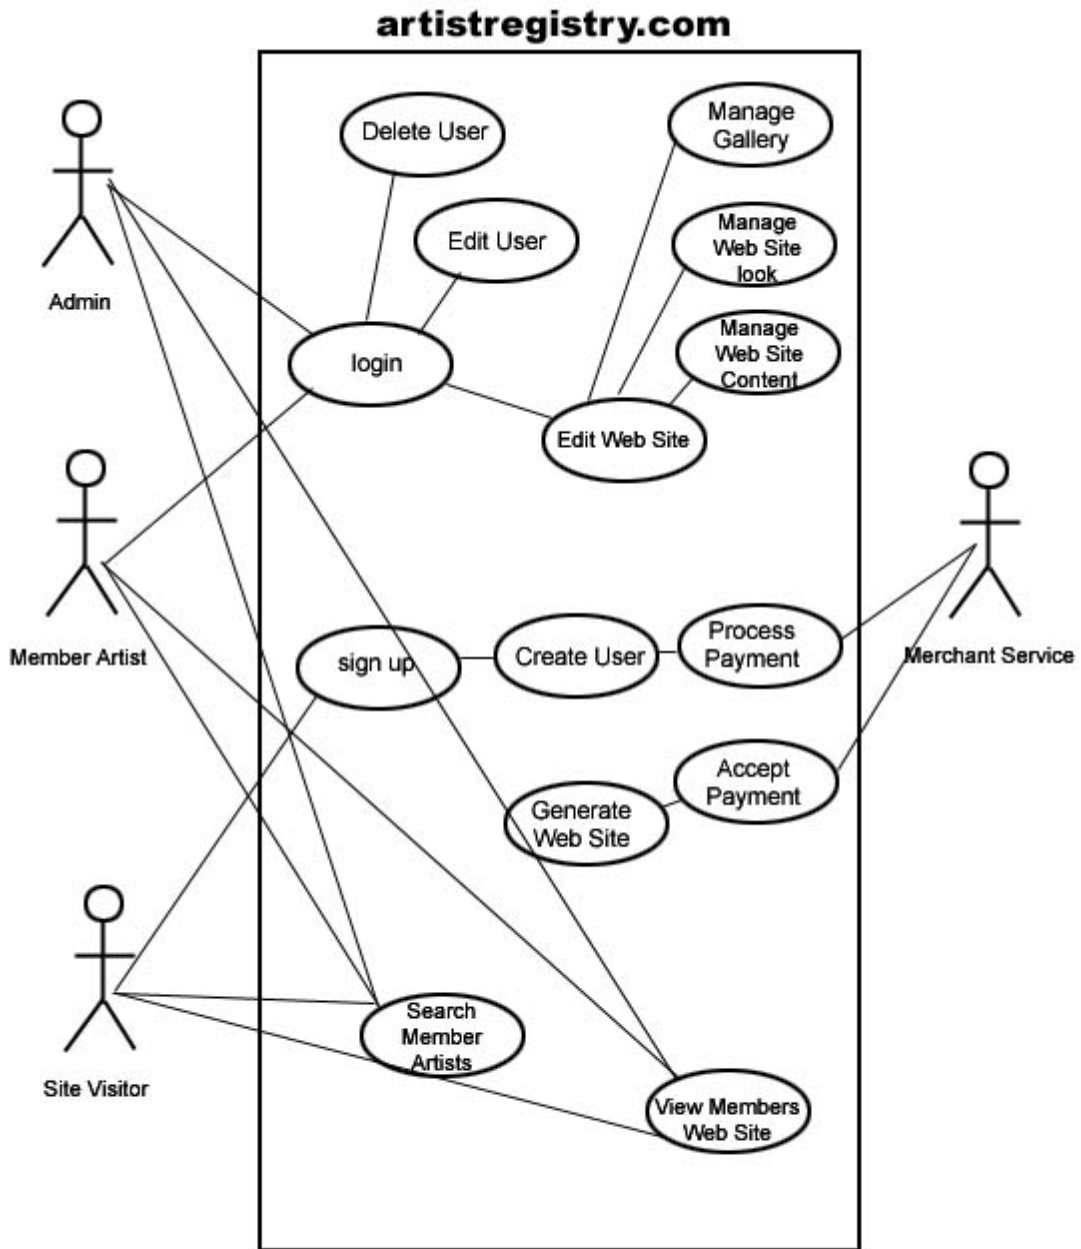 artistregistry.com
Delete User
Manage
Gallery
Edit User
Manage
Web Site
look
Admin
login
Manage
Web Site
Content
Edit Web Site
Member Artist
sign up
Create User
Process
Payment
Merchant Service
Accept
Payment
Generate
Web Site
Search
Member
Artists
Site Visitor
View Members
Web Site